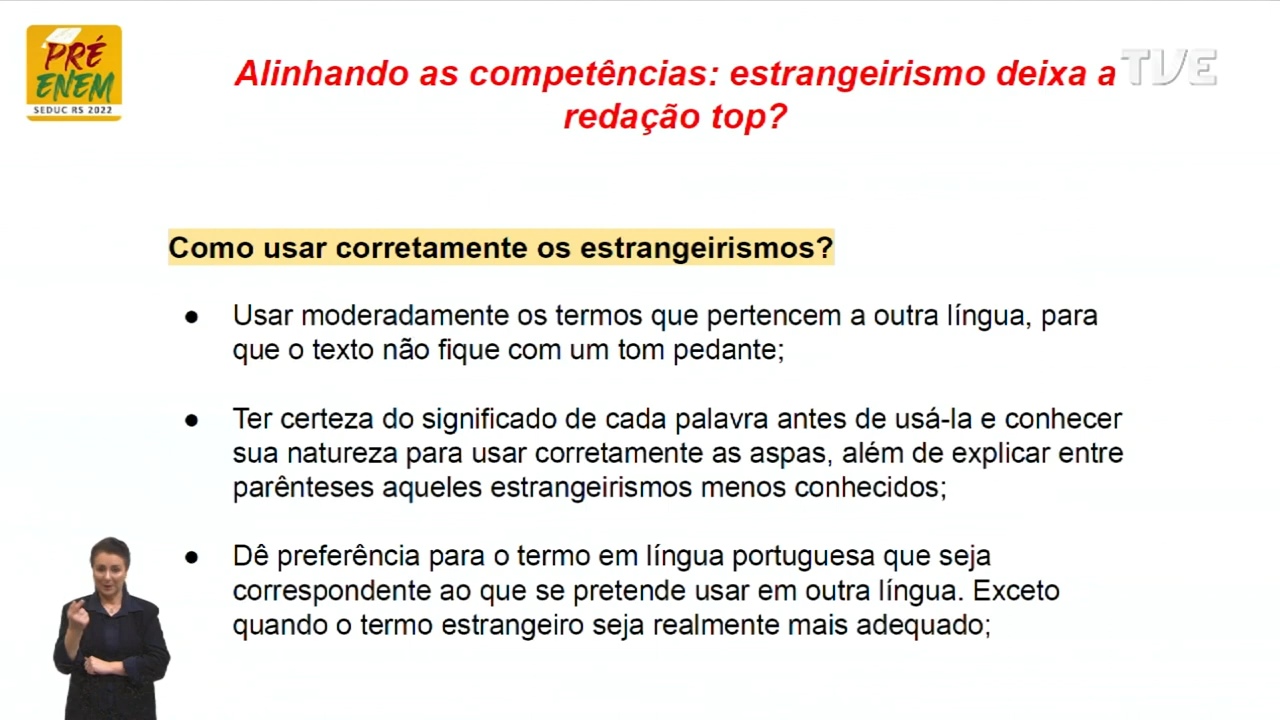 PRÉ
ENEM
SEDUC RS 2022
Alinhando as competências: estrangeirismo deixa a
redação top?
TVE
Como usar corretamente os estrangeirismos?
● Usar moderadamente os termos que pertencem a outra língua, para
que o texto não fique com um tom pedante;
● Ter certeza do significado de cada palavra antes de usá-la e conhecer
sua natureza para usar corretamente as aspas, além de explicar entre
parênteses aqueles estrangeirismos menos conhecidos;
● Dê preferência para o termo em língua portuguesa que seja
correspondente ao que se pretende usar em outra língua. Exceto
quando o termo estrangeiro seja realmente mais adequado;